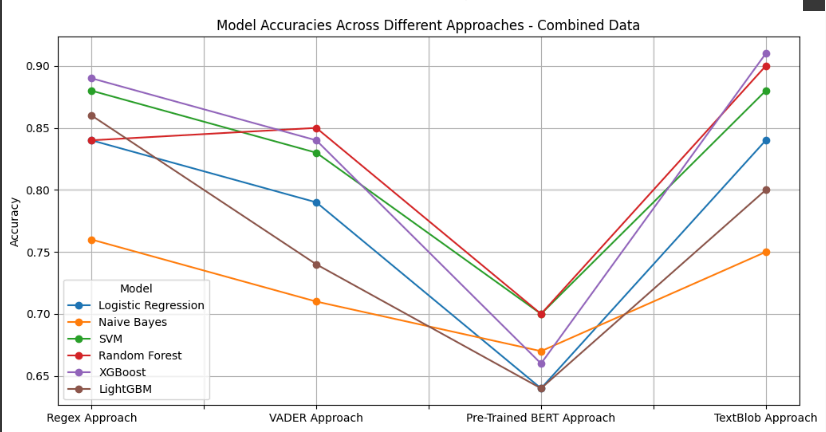 Model Accuracies Across Different Approaches - Combined Data
Accuracy
0.90
0.85
0.80
0.75
0.70
0.65
Model
Logistic Regression
Naive Bayes
SVM
Random Forest
XGBoost
LightGBM
Regex Approach
VADER Approach
Pre-Trained BERT Approach
TextBlob Approach